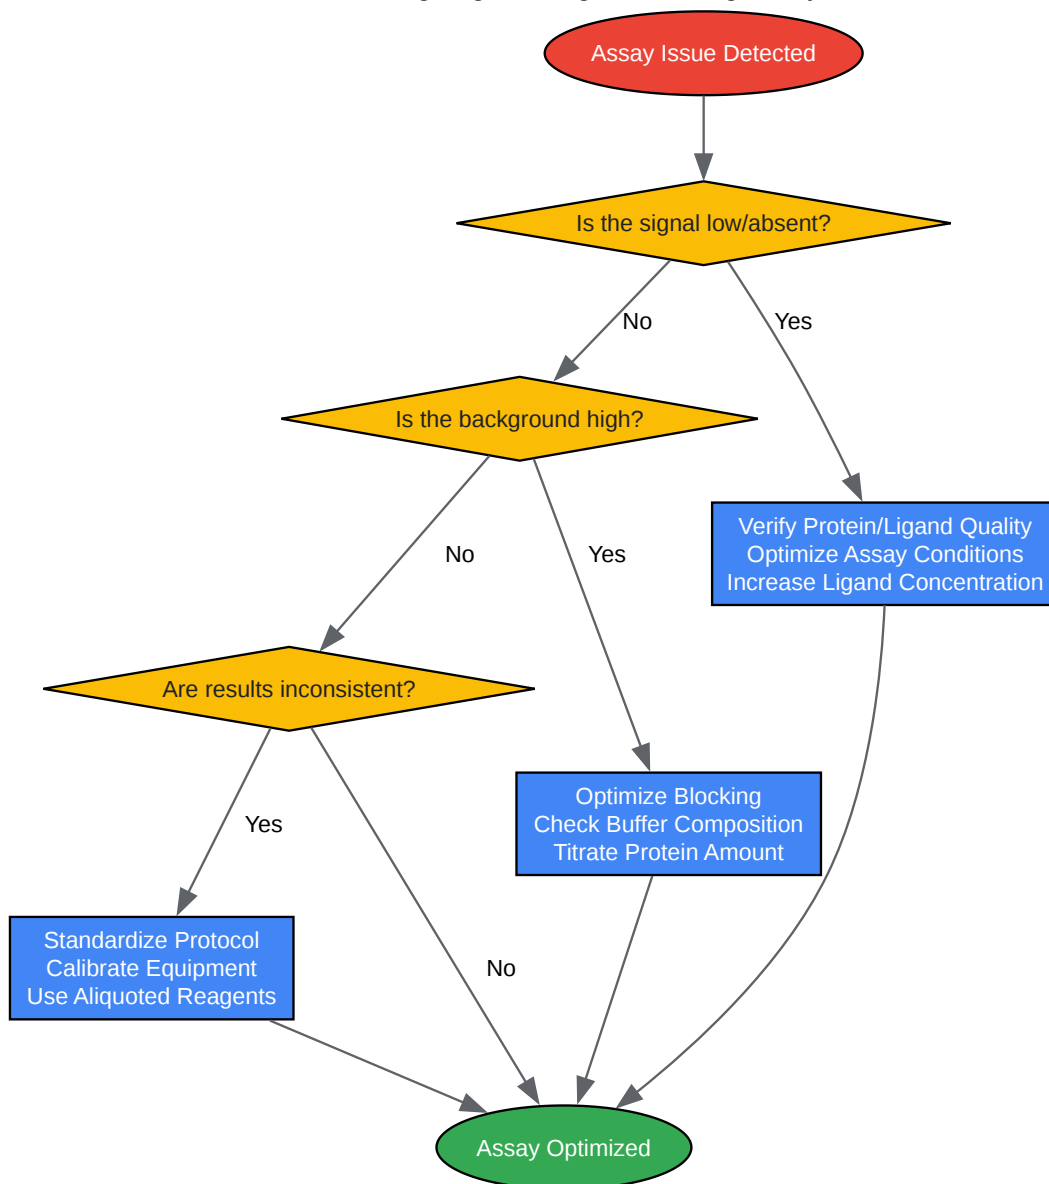 Assay Issue Detected
Is the signal low/absent?
No
Yes
Is the background high?
No
Yes
Verify Protein/Ligand Quality
Optimize Assay Conditions
Increase Ligand Concentration
Are results inconsistent?
Yes
No
Optimize Blocking
Check Buffer Composition
Titrate Protein Amount
Standardize Protocol
Calibrate Equipment
Use Aliquoted Reagents
Assay Optimized